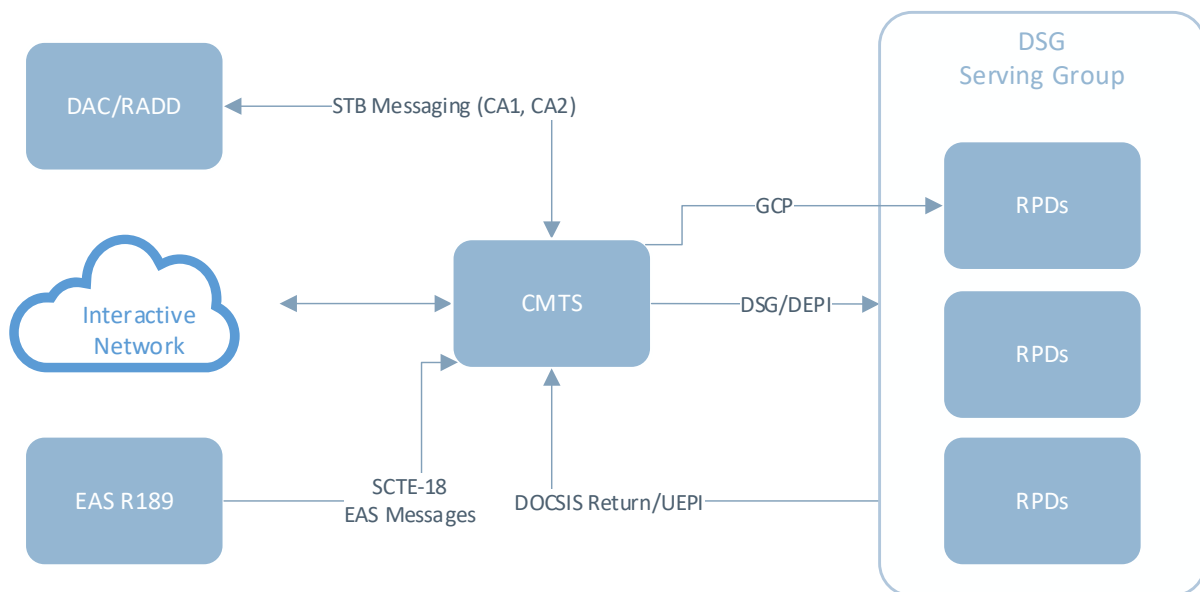 DSG
Serving Group
DAC/RADD
STB Messaging (CA1, CA2)
GCP
RPDs
Interactive
Network
CMTS
DSG/DEPI
RPDs
EAS R189
SCTE-18
EAS Messages
DOCSIS Return/UEPI
RPDs